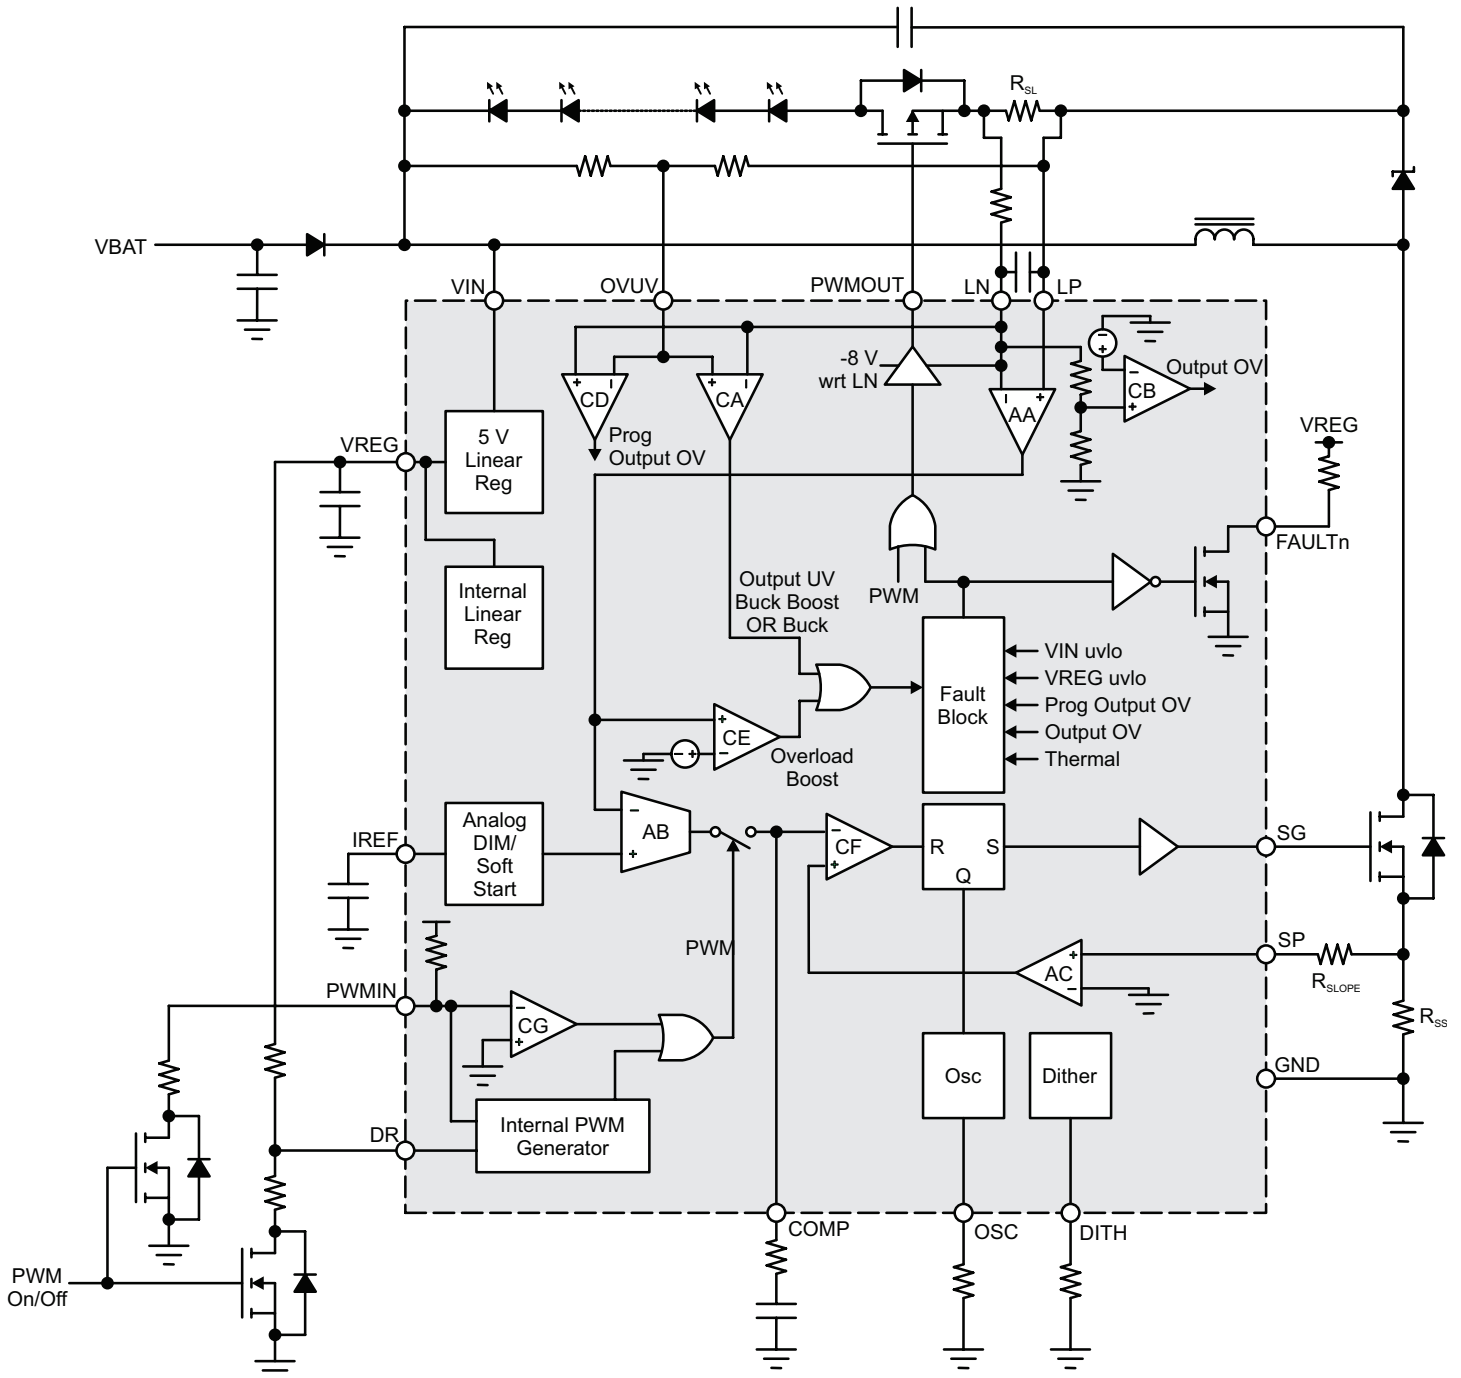 R_SL
VBAT
VIN
OVUV
PWMOUT
LN
LP
-8 V
wrt LN
Output OV
CD
CA
AA
CB
Prog
Output OV
VREG
5 V
Linear
Reg
VREG
FAULTn
Internal
Linear
Reg
Output UV
Buck Boost
OR Buck
PWM
Fault
Block
VIN uvlo
VREG uvlo
Prog Output OV
Output OV
Thermal
CE
Overload
Boost
IREF
Analog
DIM/
Soft
Start
AB
CF
R
S
Q
SG
PWM
AC
SP
R_SLOPE
R_SS
PWMIN
CG
Osc
Dither
GND
DR
Internal PWM
Generator
COMP
OSC
DITH
PWM
On/Off